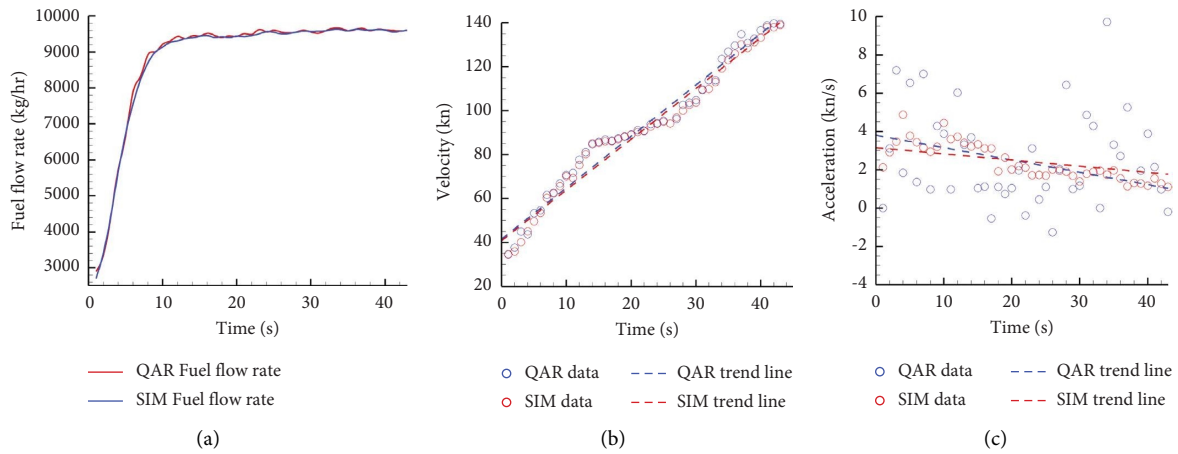 10000
9000
8000
7000
6000
5000
4000
3000
Fuel flow rate (kg/hr)
0 10 20 30 40
Time (s)
QAR Fuel flow rate
SIM Fuel flow rate
(a)
140
120
100
80
60
40
20
Velocity (kn)
0 10 20 30 40
Time (s)
QAR data QAR trend line
SIM data SIM trend line
(b)
10
8
6
4
2
0
-2
-4
Acceleration (kn/s)
0 10 20 30 40
Time (s)
QAR data QAR trend line
SIM data SIM trend line
(c)